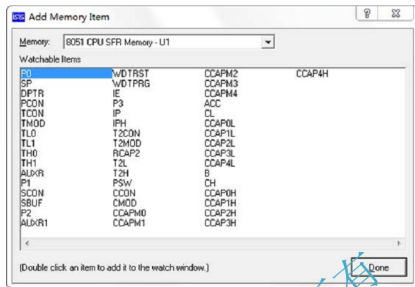 ISIS Add Memory Item
Memory: 8051 CPU SFR Memory - U1
Watchable Items
P0 WDTRST CCAPM2 CCAP4H
SP WDTPRG CCAPM3
DPTR IE CCAPM4
PCON P3 ACC
TCON IP CL
TMOD IPH CCAP0L
TL0 T2CON CCAP1L
TL1 T2MOD CCAP2L
TH0 RCAP2 CCAP3L
TH1 T2L CCAP4L
AUXR T2H B
P1 PSW CH
SCON CCON CCAP0H
SBUF CMOD CCAP1H
P2 CCAPM0 CCAP2H
AUXR1 CCAPM1 CCAP3H
(Double click an item to add it to the watch window.)
Done
有